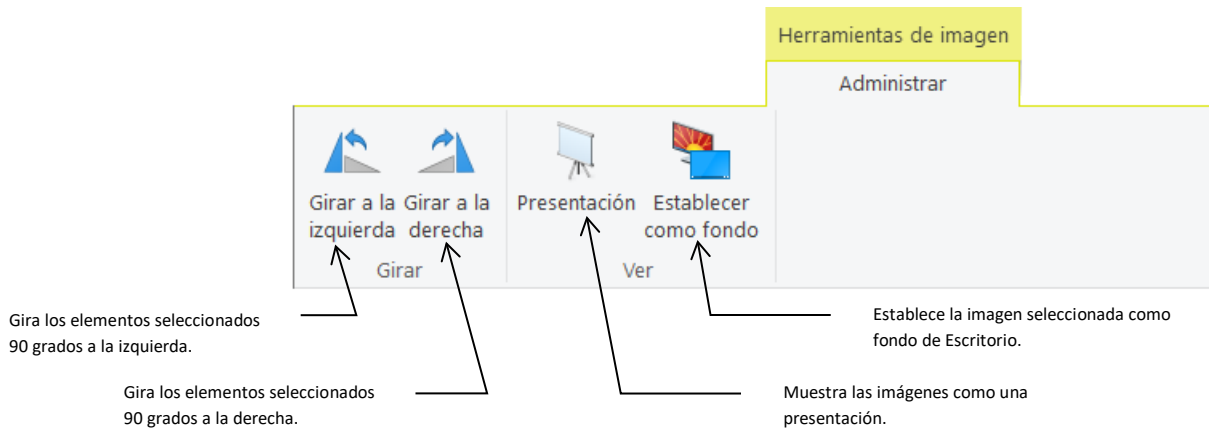 Herramientas de imagen
Administrar
Girar a la
izquierda
Girar a la
derecha
Girar
Presentación
Establecer
como fondo
Ver
Gira los elementos seleccionados
90 grados a la izquierda.
Gira los elementos seleccionados
90 grados a la derecha.
Establece la imagen seleccionada como
fondo de Escritorio.
Muestra las imágenes como una
presentación.